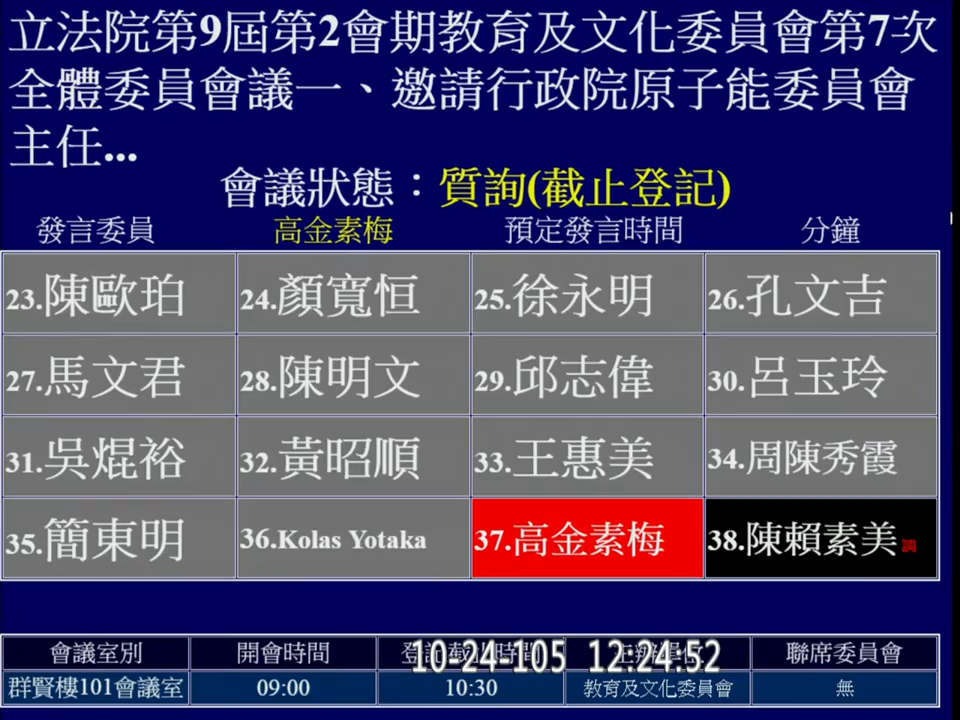 立法院第9屆第2會期教育及文化委員會第7次
全體委員會議一、邀請行政院原子能委員會
主任...
會議狀態：質詢(截止登記)
發言委員 高金素梅 預定發言時間 分鐘
23.陳歐珀 24.顏寬恒 25.徐永明 26.孔文吉
27.馬文君 28.陳明文 29.邱志偉 30.呂玉玲
31.吳焜裕 32.黃昭順 33.王惠美 34.周陳秀霞
35.簡東明 36.Kolas Yotaka 37.高金素梅 38.陳賴素美
會議室別 開會時間 聯席委員會
10-24-105 12:24:52
群賢樓101會議室 09:00 10:30 教育及文化委員會 無